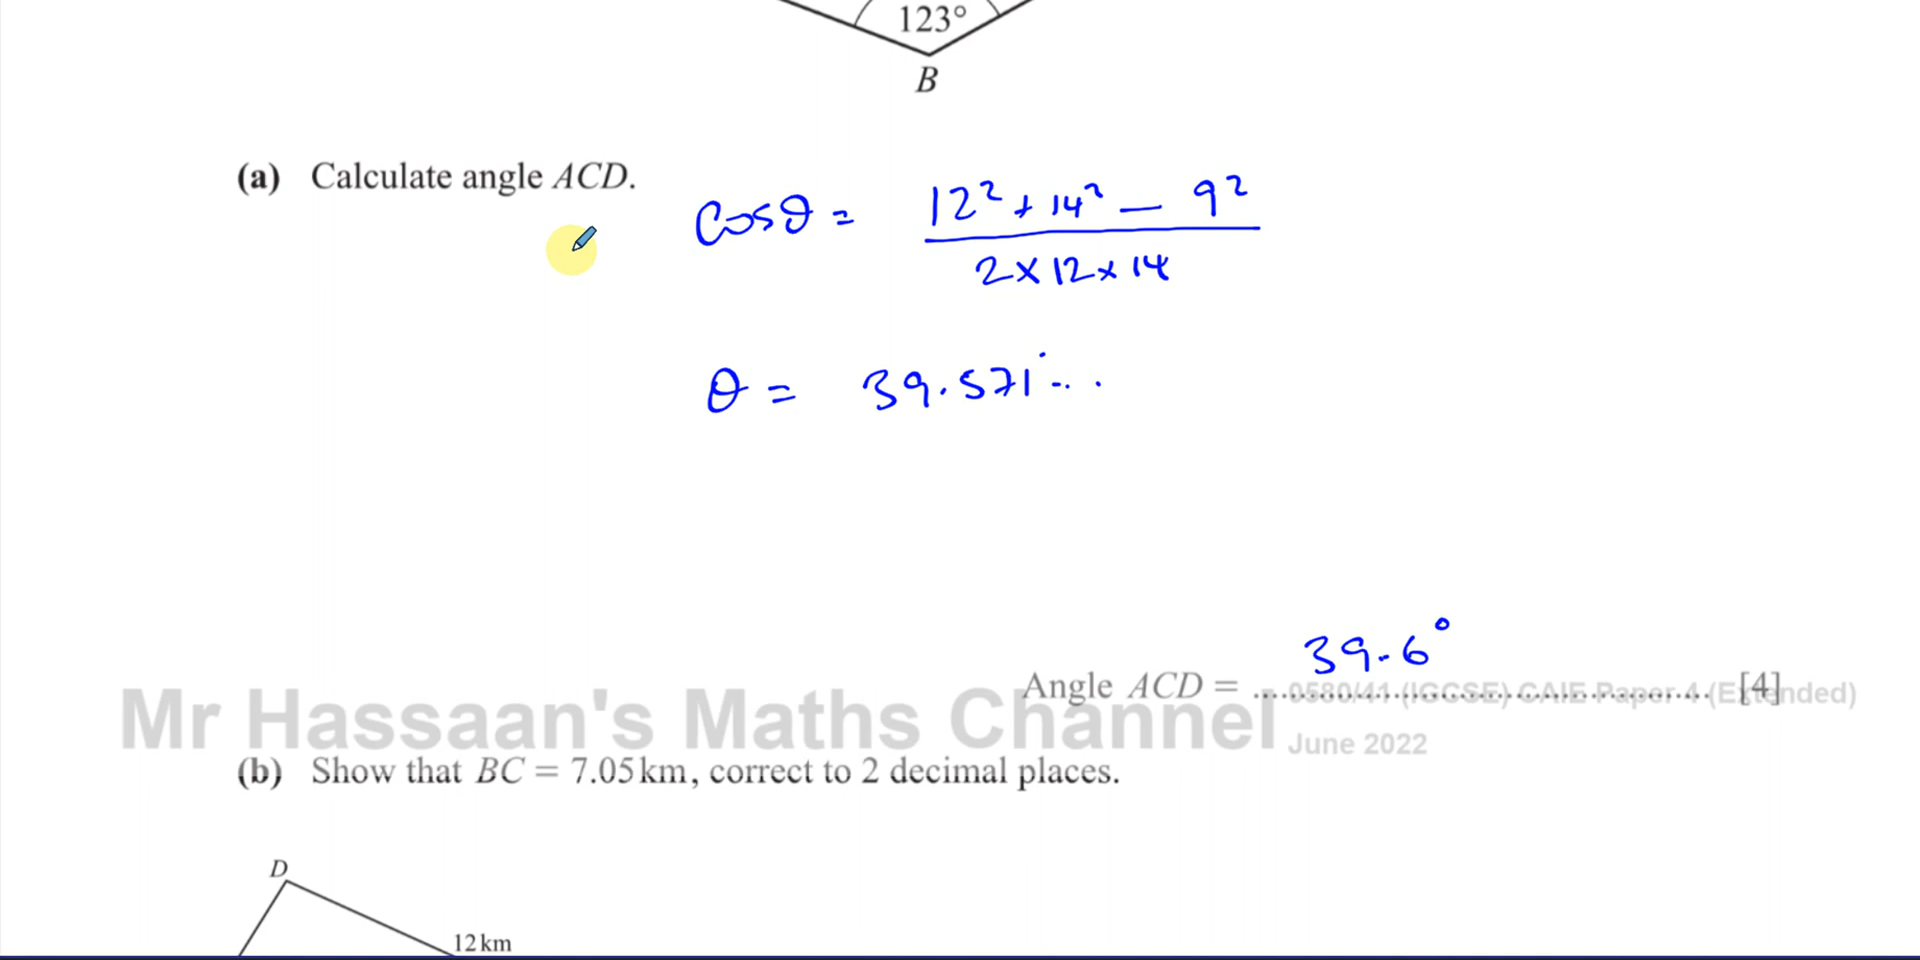 123°
B
(a) Calculate angle ACD.
Cosθ = 12² + 14² – 9²
2 × 12 × 14
θ = 39.571...
39.6°
Angle ACD = .... [4]
0580/41 (IGCSE) CAIE Paper 4 (Extended)
Mr Hassaan's Maths Channel
June 2022
(b) Show that BC = 7.05 km, correct to 2 decimal places.
D
12 km